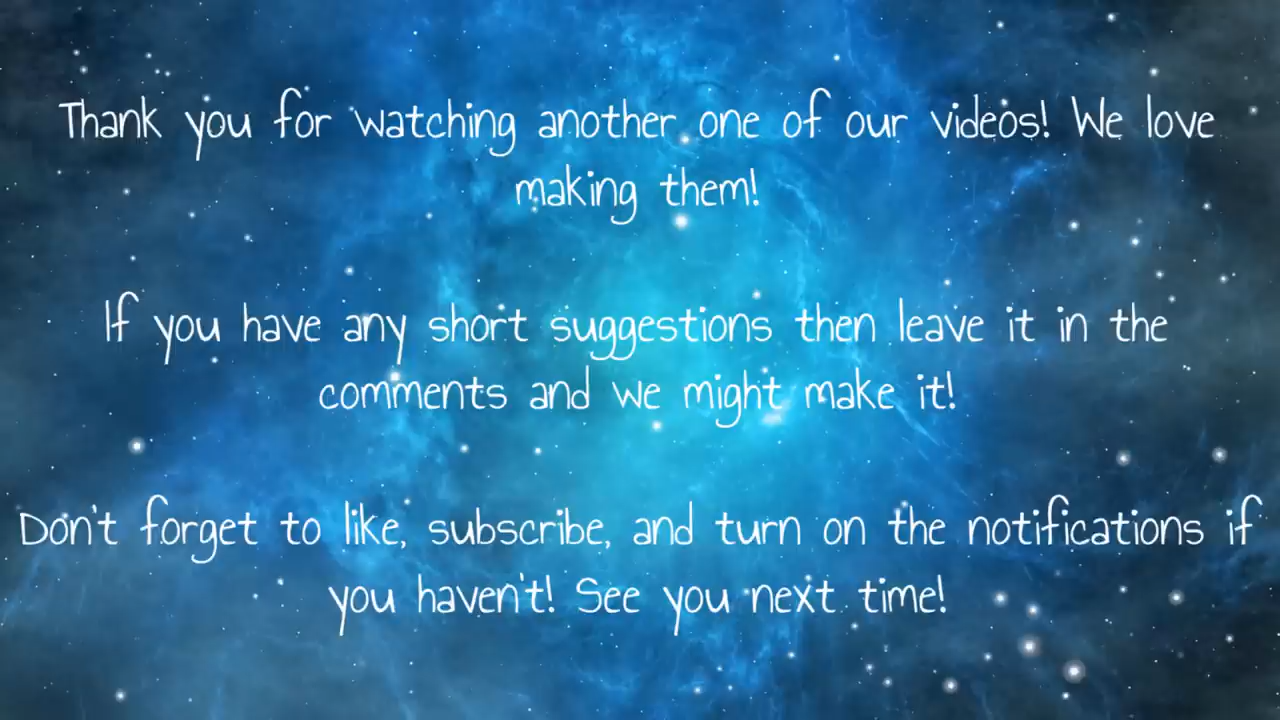 Thank you for watching another one of our videos! We love
making them!
If you have any short suggestions then leave it in the
comments and we might make it!
Don't forget to like, subscribe, and turn on the notifications if
you haven't! See you next time!